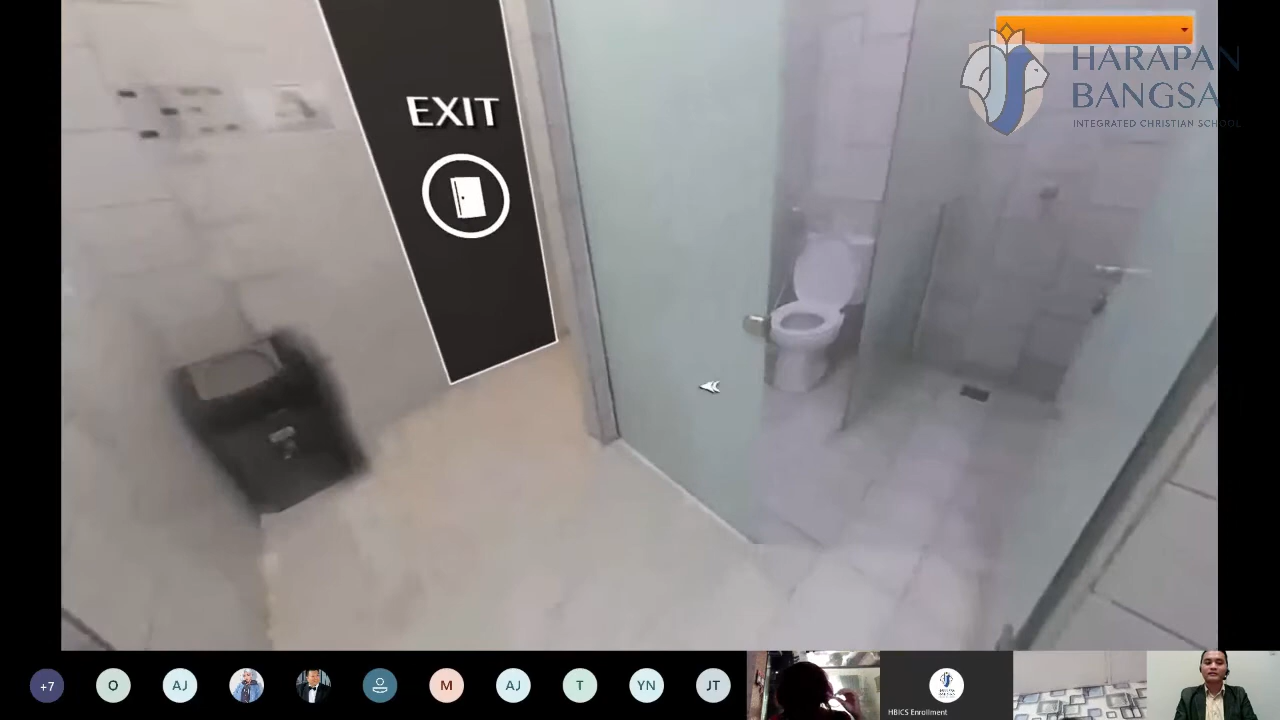 HARAPAN
BANGSA
INTEGRATED CHRISTIAN SCHOOL
EXIT
+7
O
AJ
M
AJ
T
YN
JT
HBICS Enrollment